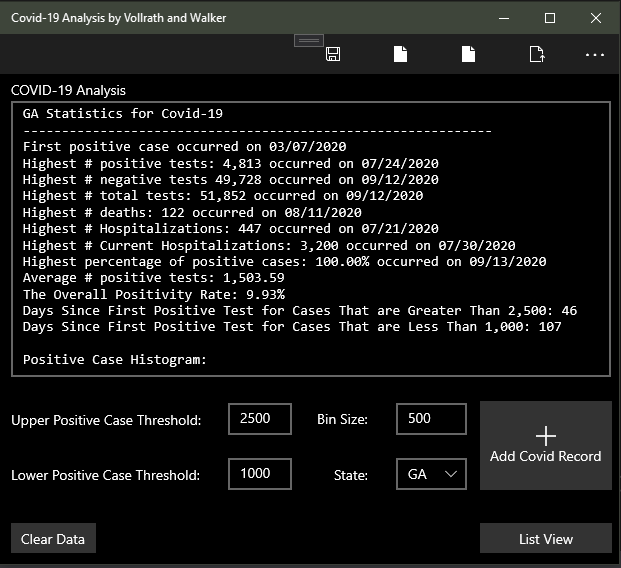 Covid-19 Analysis by Vollrath and Walker
COVID-19 Analysis
GA Statistics for Covid-19
--------------------------------------------------------------
First positive case occurred on 03/07/2020
Highest # positive tests: 4,813 occurred on 07/24/2020
Highest # negative tests 49,728 occurred on 09/12/2020
Highest # total tests: 51,852 occurred on 09/12/2020
Highest # deaths: 122 occurred on 08/11/2020
Highest # Hospitalizations: 447 occurred on 07/21/2020
Highest # Current Hospitalizations: 3,200 occurred on 07/30/2020
Highest percentage of positive cases: 100.00% occurred on 09/13/2020
Average # positive tests: 1,503.59
The Overall Positivity Rate: 9.93%
Days Since First Positive Test for Cases That are Greater Than 2,500: 46
Days Since First Positive Test for Cases That are Less Than 1,000: 107
Positive Case Histogram:
Upper Positive Case Threshold: 2500 Bin Size: 500
Add Covid Record
Lower Positive Case Threshold: 1000 State: GA
Clear Data List View